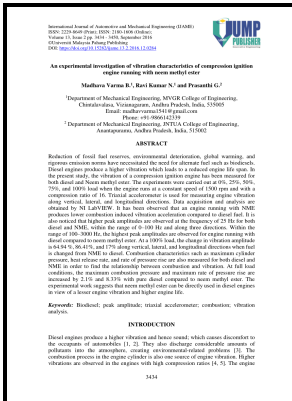 International Journal of Automotive and Mechanical Engineering (IJAME)
ISSN: 2229-8649 (Print); ISSN: 2180-1606 (Online);
Volume 13, Issue 2 pp. 3434 - 3450, September 2016
©Universiti Malaysia Pahang Publishing
DOI: https://doi.org/10.15282/ijame.13.2.2016.12.0284
JUMP
PUBLISHER
An experimental investigation of vibration characteristics of compression ignition
engine running with neem methyl ester
Madhava Varma B.¹, Ravi Kumar N.¹ and Prasanthi G.²
¹Department of Mechanical Engineering, MVGR College of Engineering,
Chintalavalasa, Vizianagaram, Andhra Pradesh, India, 535005
Email: madhavvarma1541@gmail.com
Phone: +91-9866142339
² Department of Mechanical Engineering, JNTUA College of Engineering,
Anantapuramu, Andhra Pradesh, India, 515002
ABSTRACT
Reduction of fossil fuel reserves, environmental degradation, global warming, and
rigorous emission norms have necessitated the need for alternate fuel such as biodiesels.
Diesel engines produce a higher vibration which leads to a reduced engine life span. In
the present study, the vibration of a compression ignition engine has been measured for
both diesel and Neem methyl ester. The experiments were carried out at 0%, 25%, 50%,
75%, and 100% load when the engine runs at a constant speed of 1500 rpm and with a
compression ratio of 16. Triaxial accelerometer is used for measuring engine vibration
along vertical, lateral, and longitudinal directions. Data acquisition and analysis are
obtained by NI LabVIEW. It has been observed that an engine running with NME
produces lower combustion induced vibration acceleration compared to diesel fuel. It is
also noticed that higher peak amplitudes are observed at the frequency of 25 Hz for both
diesel and NME, within the range of 0–100 Hz and along three directions. Within the
range of 100–3000 Hz, the highest peak amplitudes are observed for engine running with
diesel compared to neem methyl ester. At a 100% load, the change in vibration amplitude
is 64.94 %, 86.41%, and 17% along vertical, lateral, and longitudinal directions when fuel
is changed from NME to diesel. Combustion characteristics such as maximum cylinder
pressure, heat release rate, and rate of pressure rise are also measured for both diesel and
NME in order to find the relationship between combustion and vibration. At full load
conditions, the maximum combustion pressure and maximum rate of pressure rise are
increased by 2.1% and 8.33% with pure diesel compared to neem methyl ester. The
experimental work suggests that neem methyl ester can be directly used in diesel engines
in view of a lesser engine vibration and higher engine life.
Keywords: Biodiesel; peak amplitude; triaxial accelerometer; combustion; vibration
analysis.
INTRODUCTION
Diesel engines produce a higher vibration and hence sound; which causes discomfort to
the occupants of automobiles [1, 2]. They also discharge considerable amounts of
pollutants into the atmosphere, creating environmental-related problems [3]. The
combustion process in the engine cylinder is also one source of engine vibration. Higher
vibrations are observed in the engines with high compression ratios [4, 5]. The engine
3434